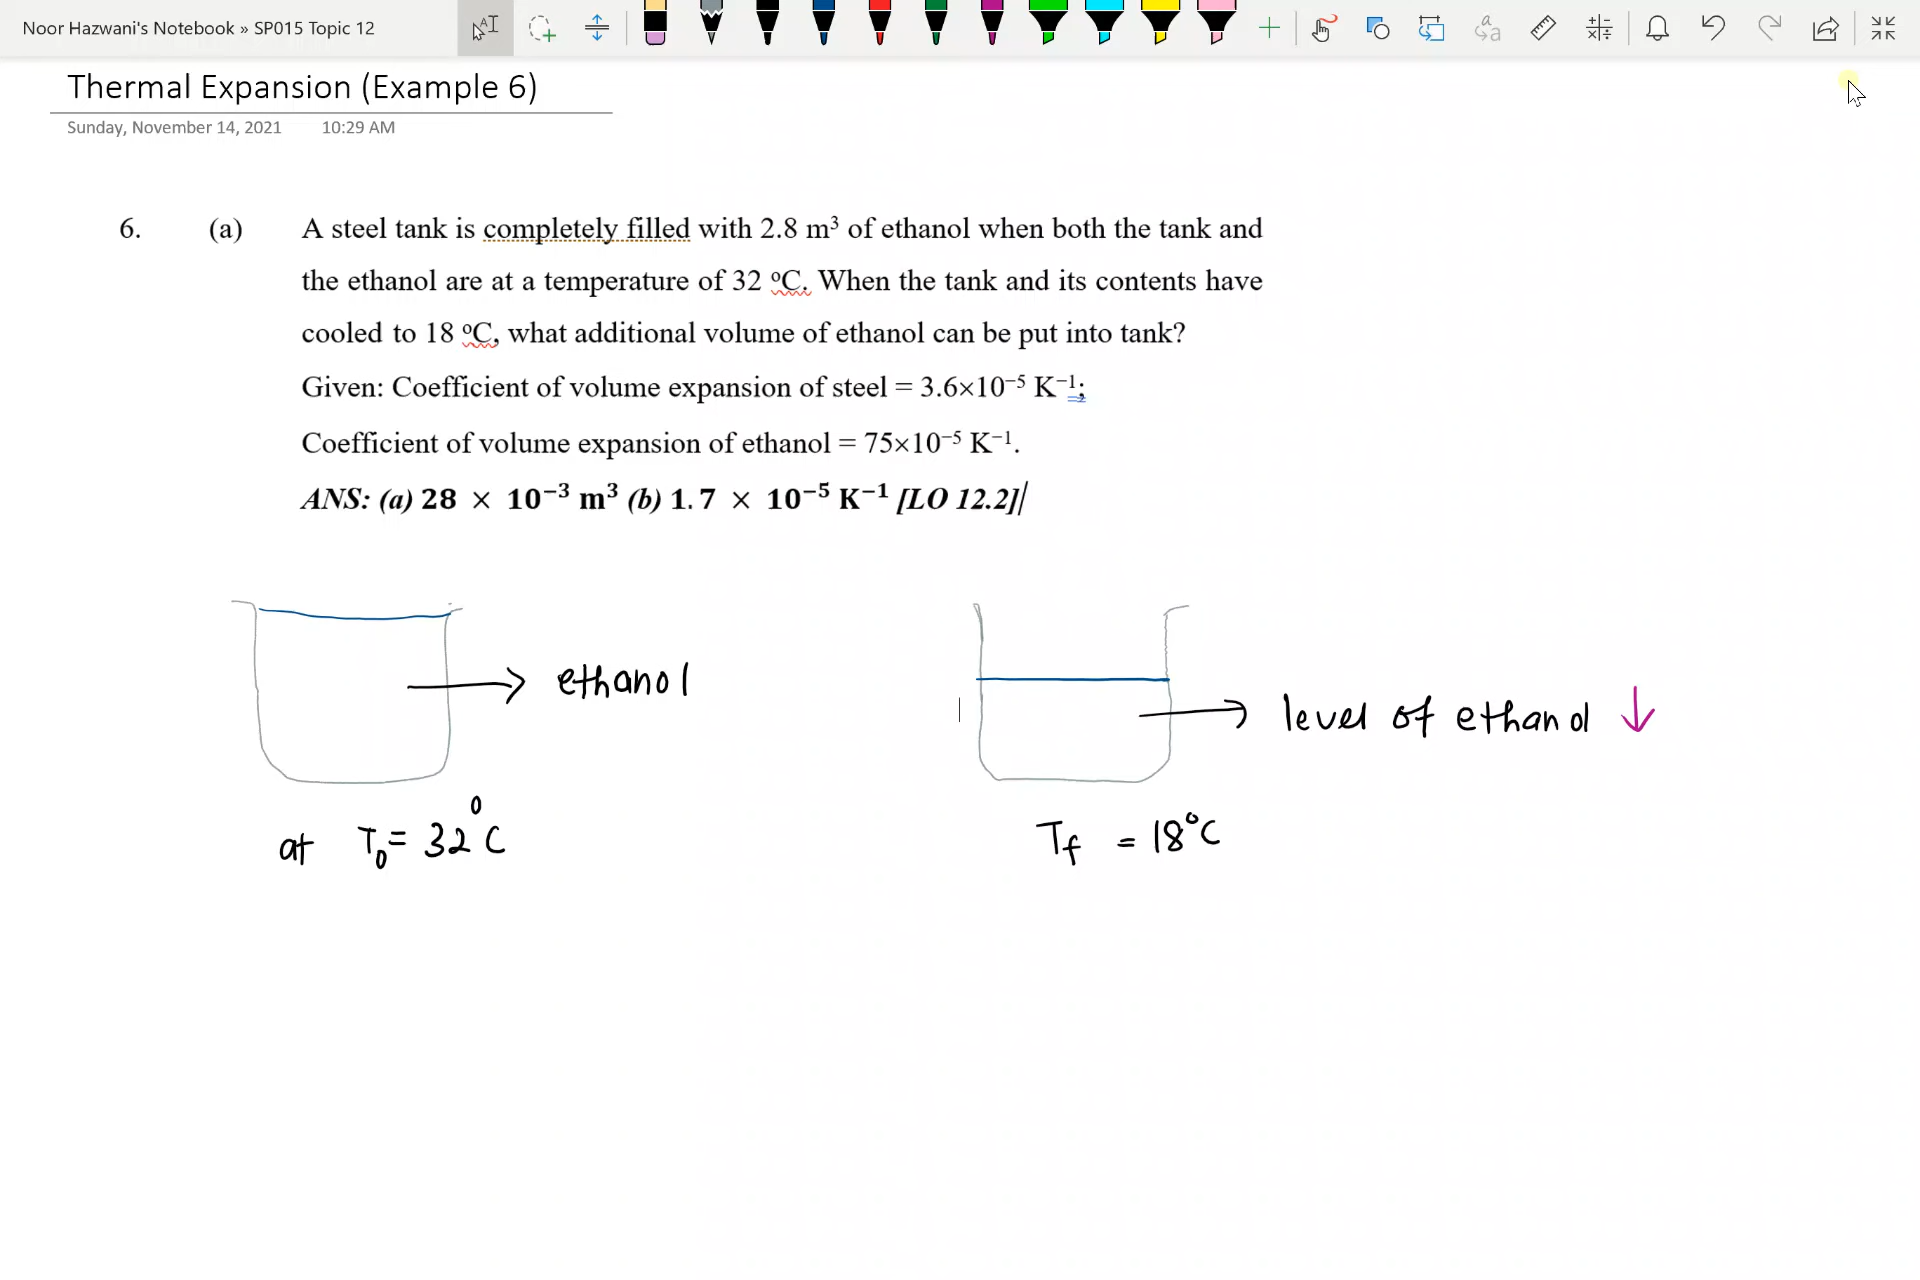 Noor Hazwani's Notebook » SP015 Topic 12
Thermal Expansion (Example 6)
Sunday, November 14, 2021 10:29 AM
6. (a) A steel tank is completely filled with 2.8 m³ of ethanol when both the tank and
the ethanol are at a temperature of 32 ºC. When the tank and its contents have
cooled to 18 ºC, what additional volume of ethanol can be put into tank?
Given: Coefficient of volume expansion of steel = 3.6×10⁻⁵ K⁻¹;
Coefficient of volume expansion of ethanol = 75×10⁻⁵ K⁻¹.
ANS: (a) 28 × 10⁻³ m³ (b) 1.7 × 10⁻⁵ K⁻¹ [LO 12.2]
ethanol
level of ethanol ↓
at T₀ = 32°C
T_f = 18°C